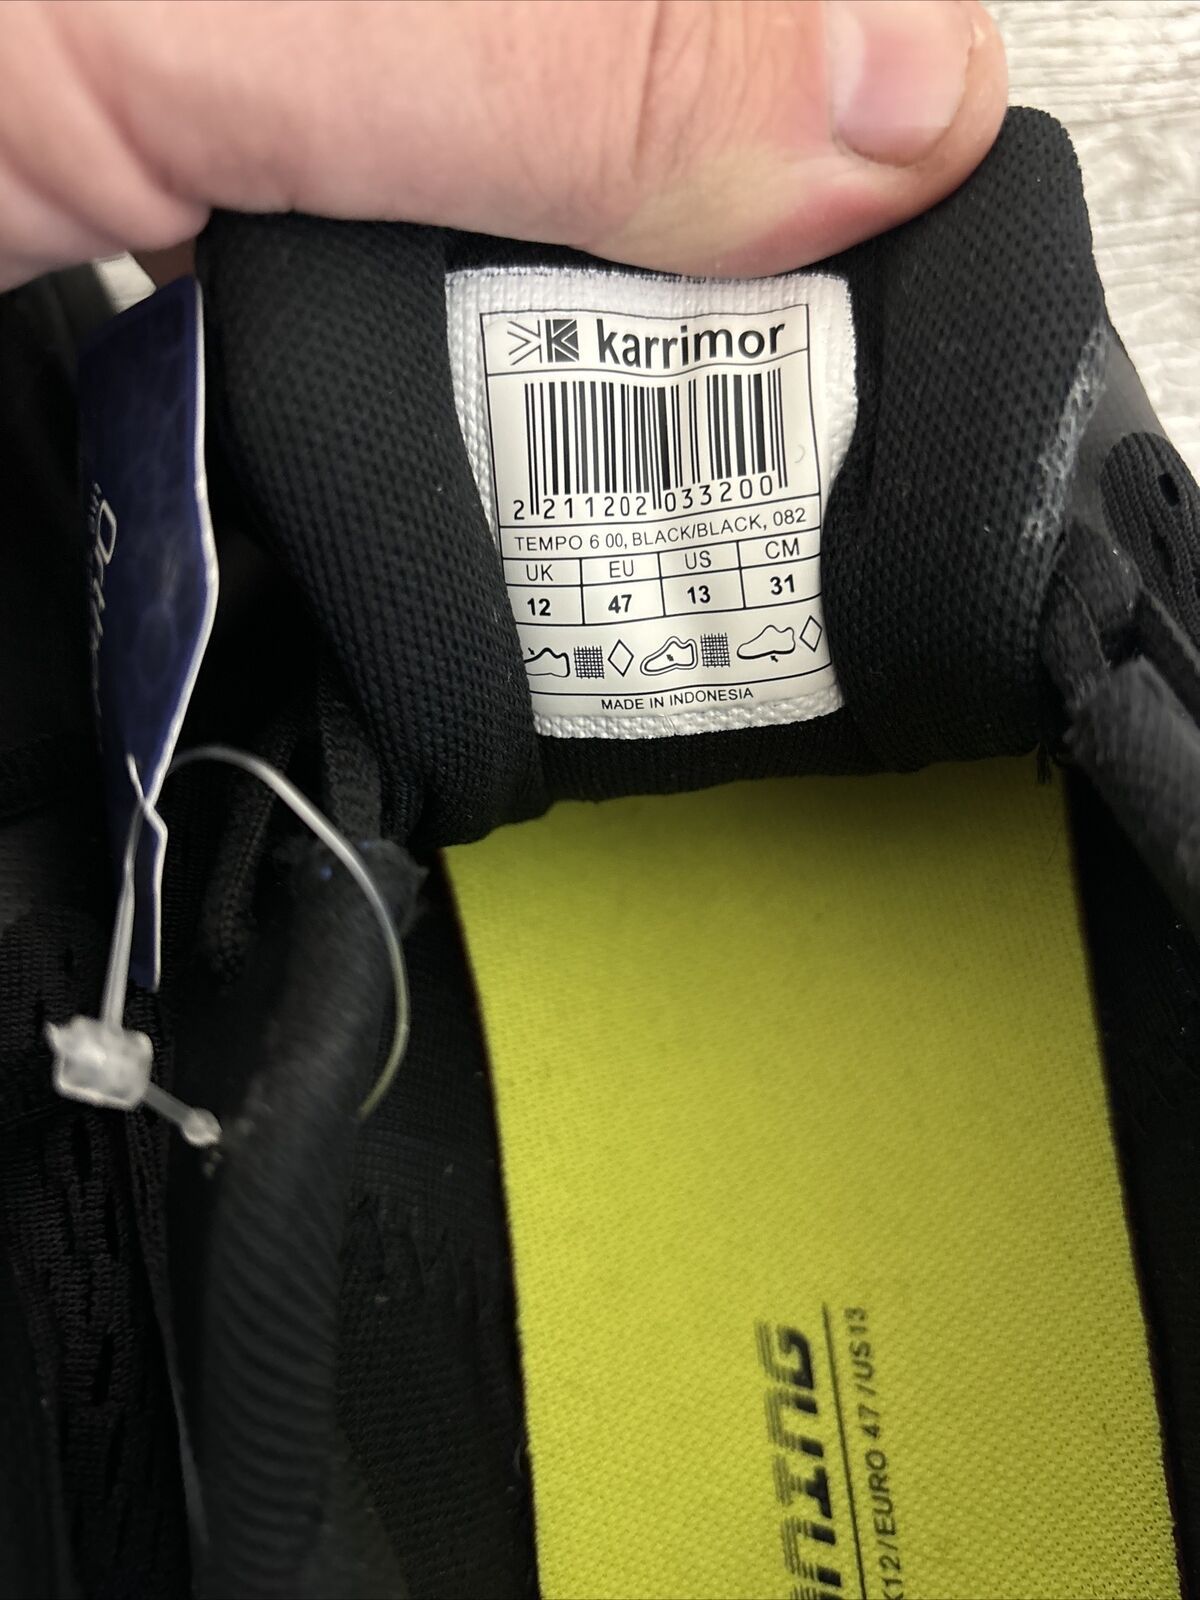 karrimor
2 211202 033200
TEMPO 6 00, BLACK/BLACK, 082
UK EU US CM
12 47 13 31
MADE IN INDONESIA
12/EURO 47/US13